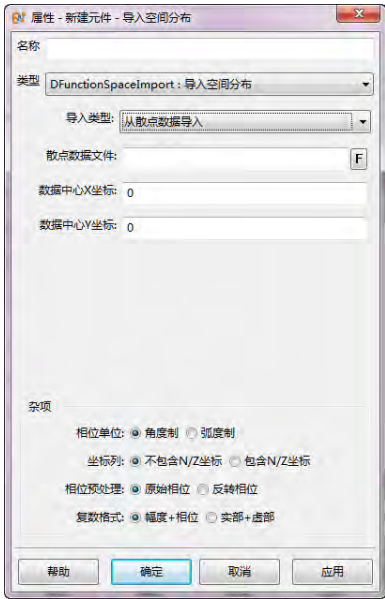 属性 - 新建元件 - 导入空间分布
名称
类型 DFunctionSpaceImport : 导入空间分布
导入类型: 从散点数据导入
散点数据文件: F
数据中心X坐标: 0
数据中心Y坐标: 0
杂项
相位单位: 角度制 弧度制
坐标列: 不包含N/Z坐标 包含N/Z坐标
相位预处理: 原始相位 反转相位
复数格式: 幅度+相位 实部+虚部
帮助 确定 取消 应用